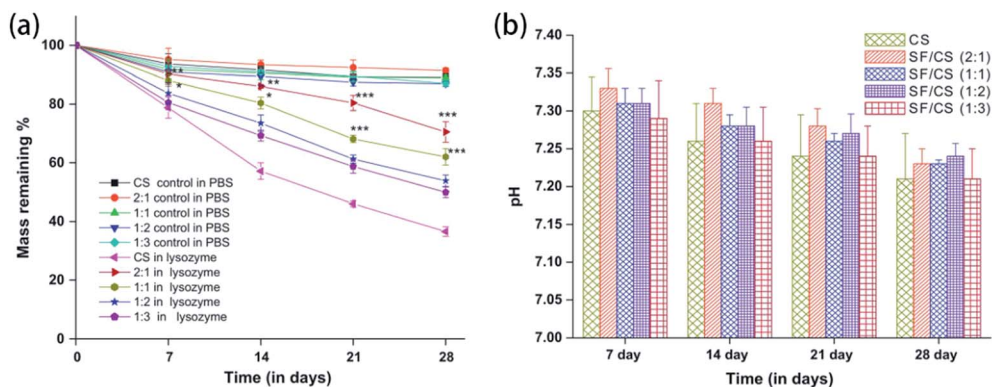 (a)
100
80
60
40
20
0
Mass remaining %
**
*
**
*
***
***
***
***
CS control in PBS
2:1 control in PBS
1:1 control in PBS
1:2 control in PBS
1:3 control in PBS
CS in lysozyme
2:1 in lysozyme
1:1 in lysozyme
1:2 in lysozyme
1:3 in lysozyme
0 7 14 21 28
Time (in days)
(b)
7.40
7.35
7.30
7.25
7.20
7.15
7.10
7.05
7.00
pH
CS
SF/CS (2:1)
SF/CS (1:1)
SF/CS (1:2)
SF/CS (1:3)
7 day 14 day 21 day 28 day
Time (in days)